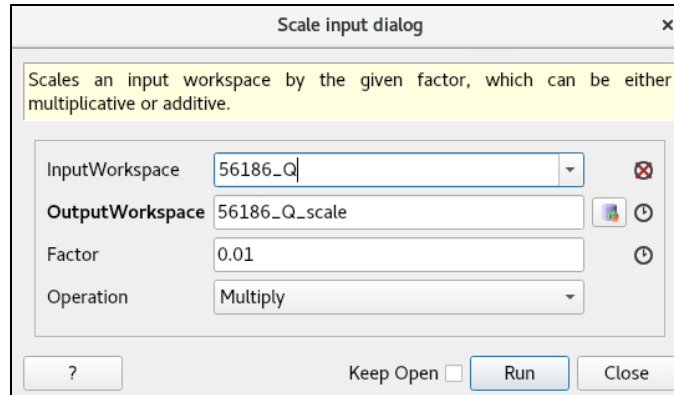 Scale input dialog
×
Scales an input workspace by the given factor, which can be either
multiplicative or additive.
InputWorkspace 56186_Q
OutputWorkspace 56186_Q_scale
Factor 0.01
Operation Multiply
? Keep Open Run Close